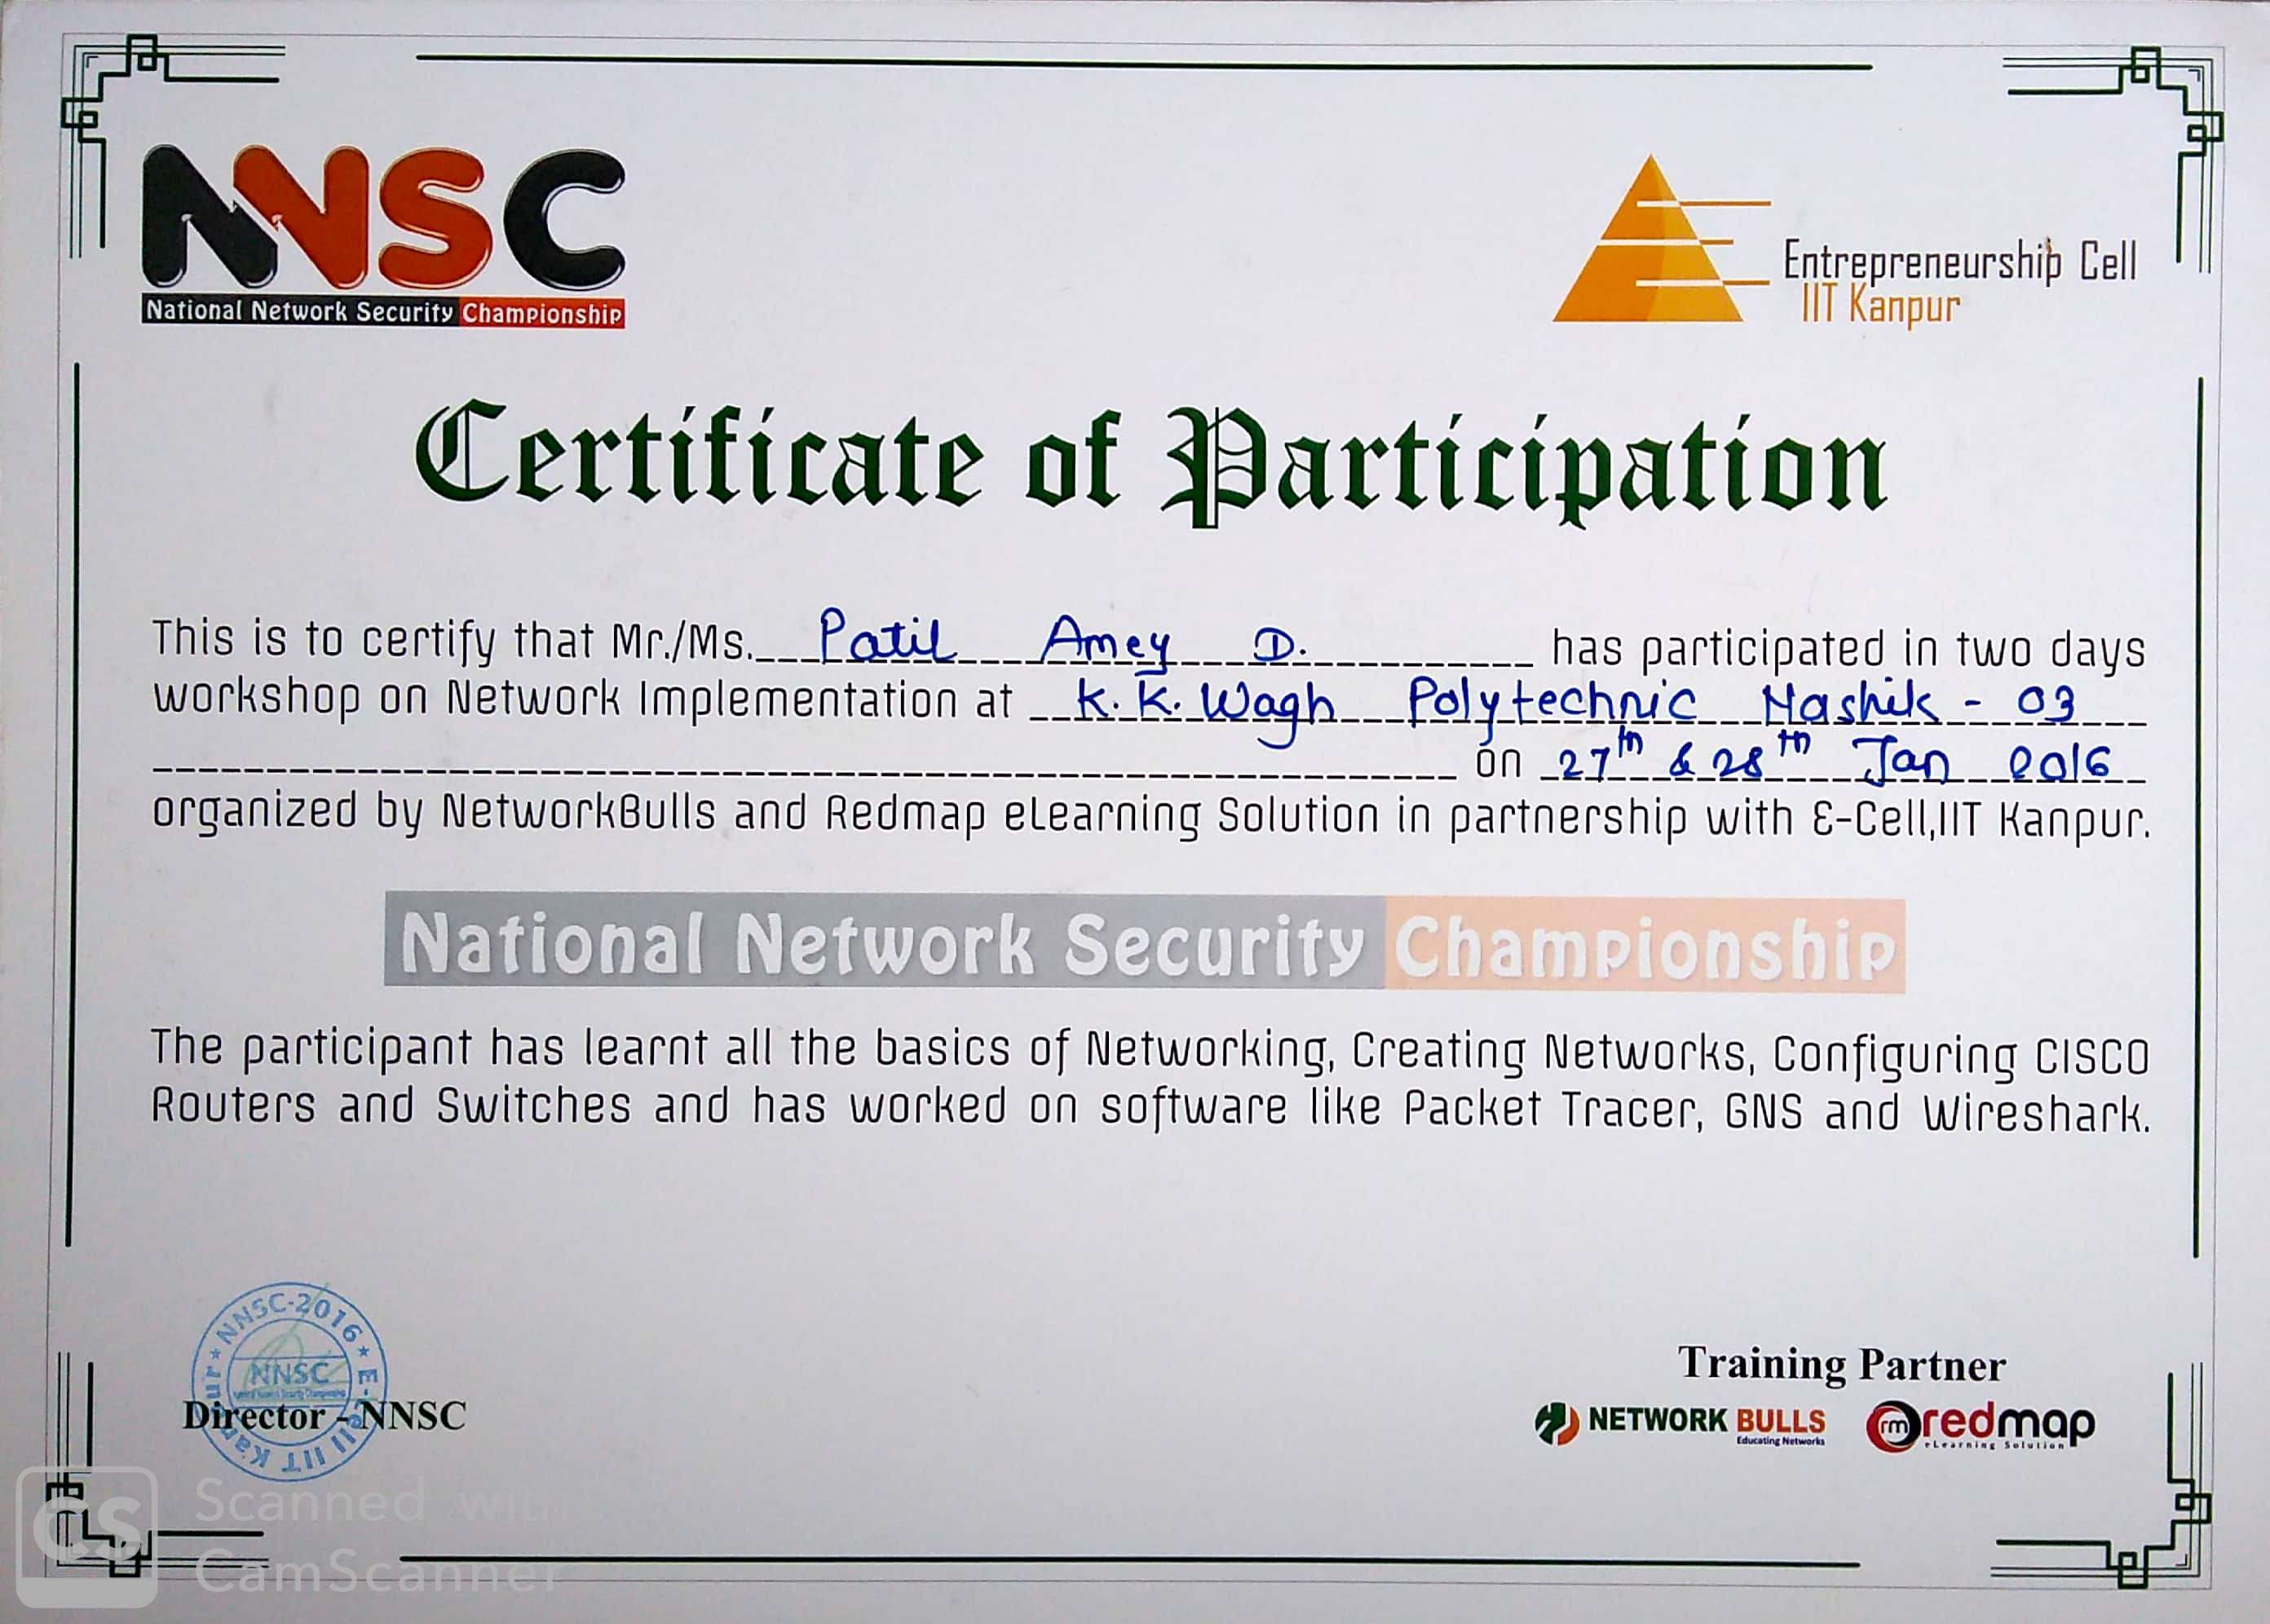 NNSC
National Network Security Championship
Entrepreneurship Cell
IIT Kanpur
Certificate of Participation
This is to certify that Mr./Ms. Patil Amey D. has participated in two days
workshop on Network Implementation at K. K. Wagh Polytechnic Nashik - 03
on 27th & 28th Jan 2016
organized by NetworkBulls and Redmap eLearning Solution in partnership with E-Cell,IIT Kanpur.
National Network Security Championship
The participant has learnt all the basics of Networking, Creating Networks, Configuring CISCO
Routers and Switches and has worked on software like Packet Tracer, GNS and Wireshark.
NNSC-2016 ★ E-Cell IIT Kanpur ★
NNSC
National Network Security Championship
Director - NNSC
Training Partner
NETWORK BULLS
Educating Networks
rm redmap
eLearning Solution
CS Scanned with
CamScanner